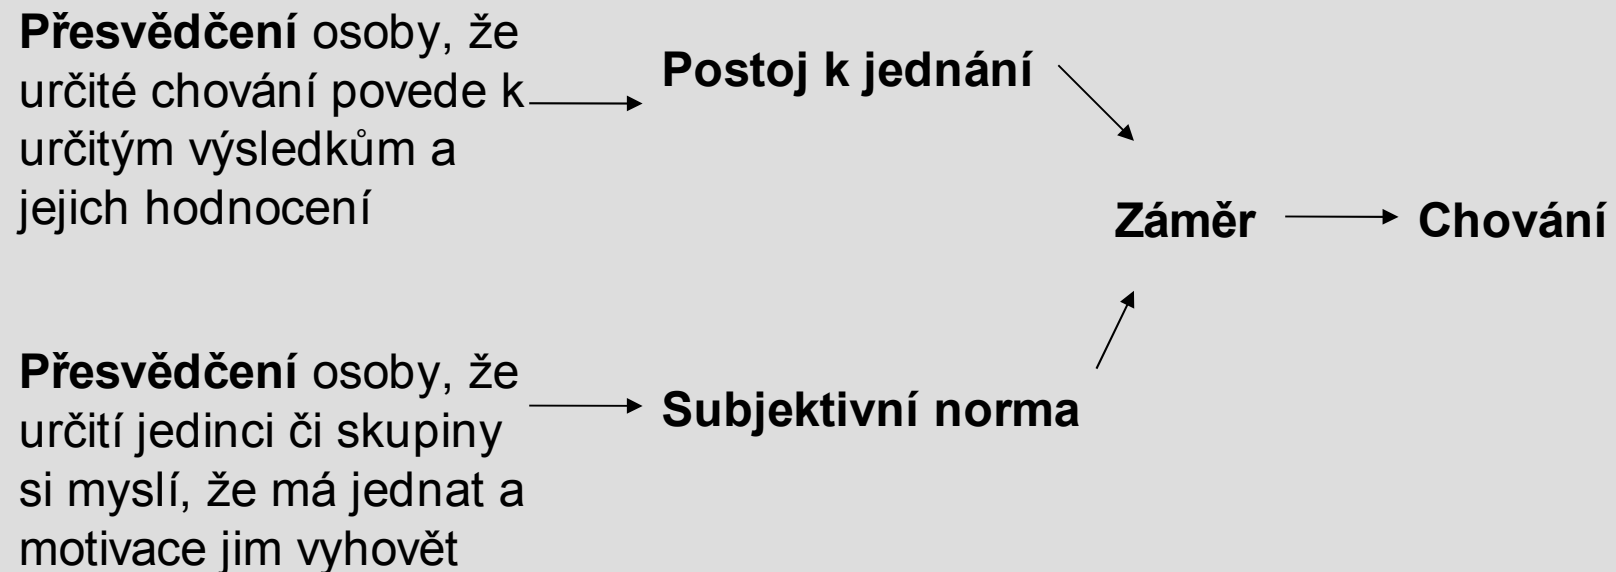 Přesvědčení osoby, že
určité chování povede k
určitým výsledkům a
jejich hodnocení
Postoj k jednání
Záměr
Chování
Přesvědčení osoby, že
určití jedinci či skupiny
si myslí, že má jednat a
motivace jim vyhovět
Subjektivní norma